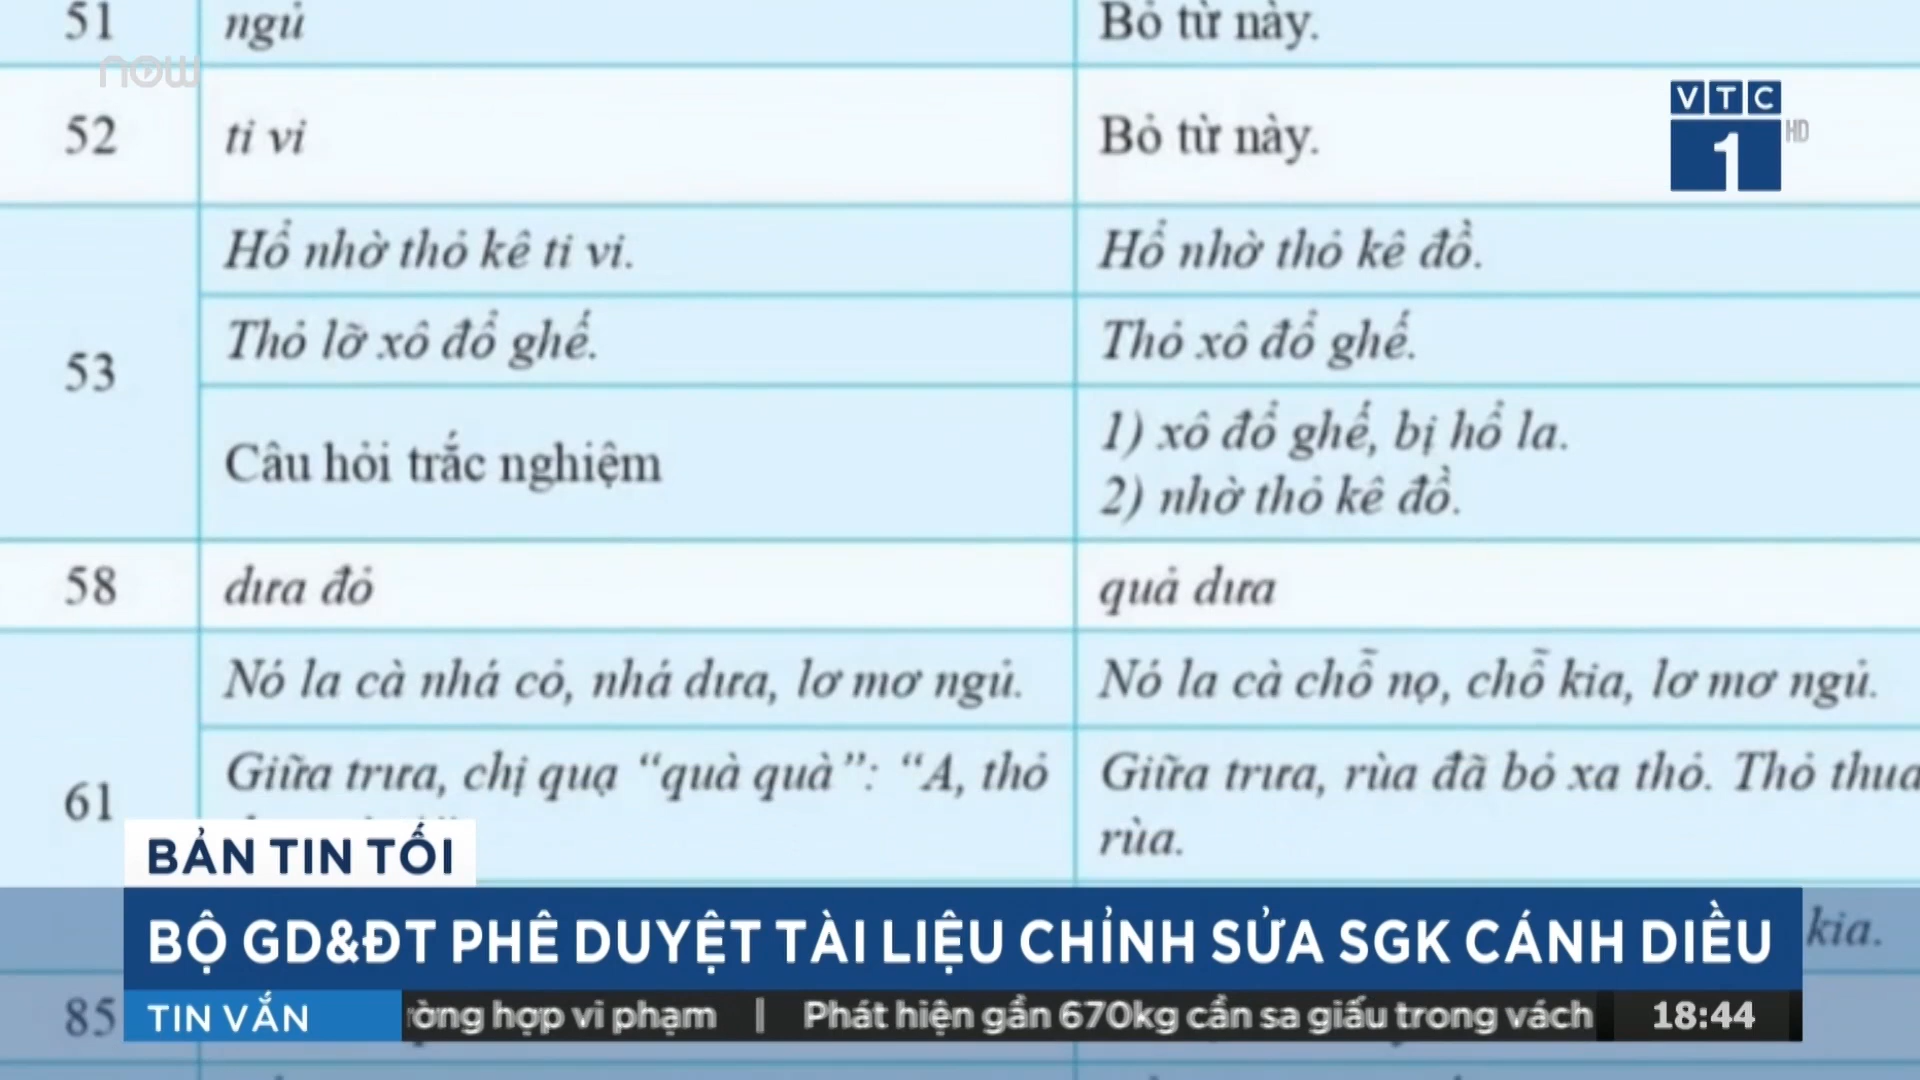 51 ngủ Bỏ từ này.
now
VTC
1 HD
52 ti vi Bỏ từ này.
53
Hổ nhờ thỏ kê ti vi. Hổ nhờ thỏ kê đồ.
Thỏ lỡ xô đổ ghế. Thỏ xô đổ ghế.
Câu hỏi trắc nghiệm
1) xô đổ ghế, bị hổ la.
2) nhờ thỏ kê đồ.
58 dưa đỏ quả dưa
61
Nó la cà nhá cỏ, nhá dưa, lơ mơ ngủ. Nó la cà chỗ nọ, chỗ kia, lơ mơ ngủ.
Giữa trưa, chị quạ “quà quà”: “A, thỏ
Giữa trưa, rùa đã bỏ xa thỏ. Thỏ thua
rùa.
BẢN TIN TỐI
BỘ GD&ĐT PHÊ DUYỆT TÀI LIỆU CHỈNH SỬA SGK CÁNH DIỀU
kia.
85
TIN VẮN
hợp vi phạm | Phát hiện gần 670kg cần sa giấu trong vách
18:44